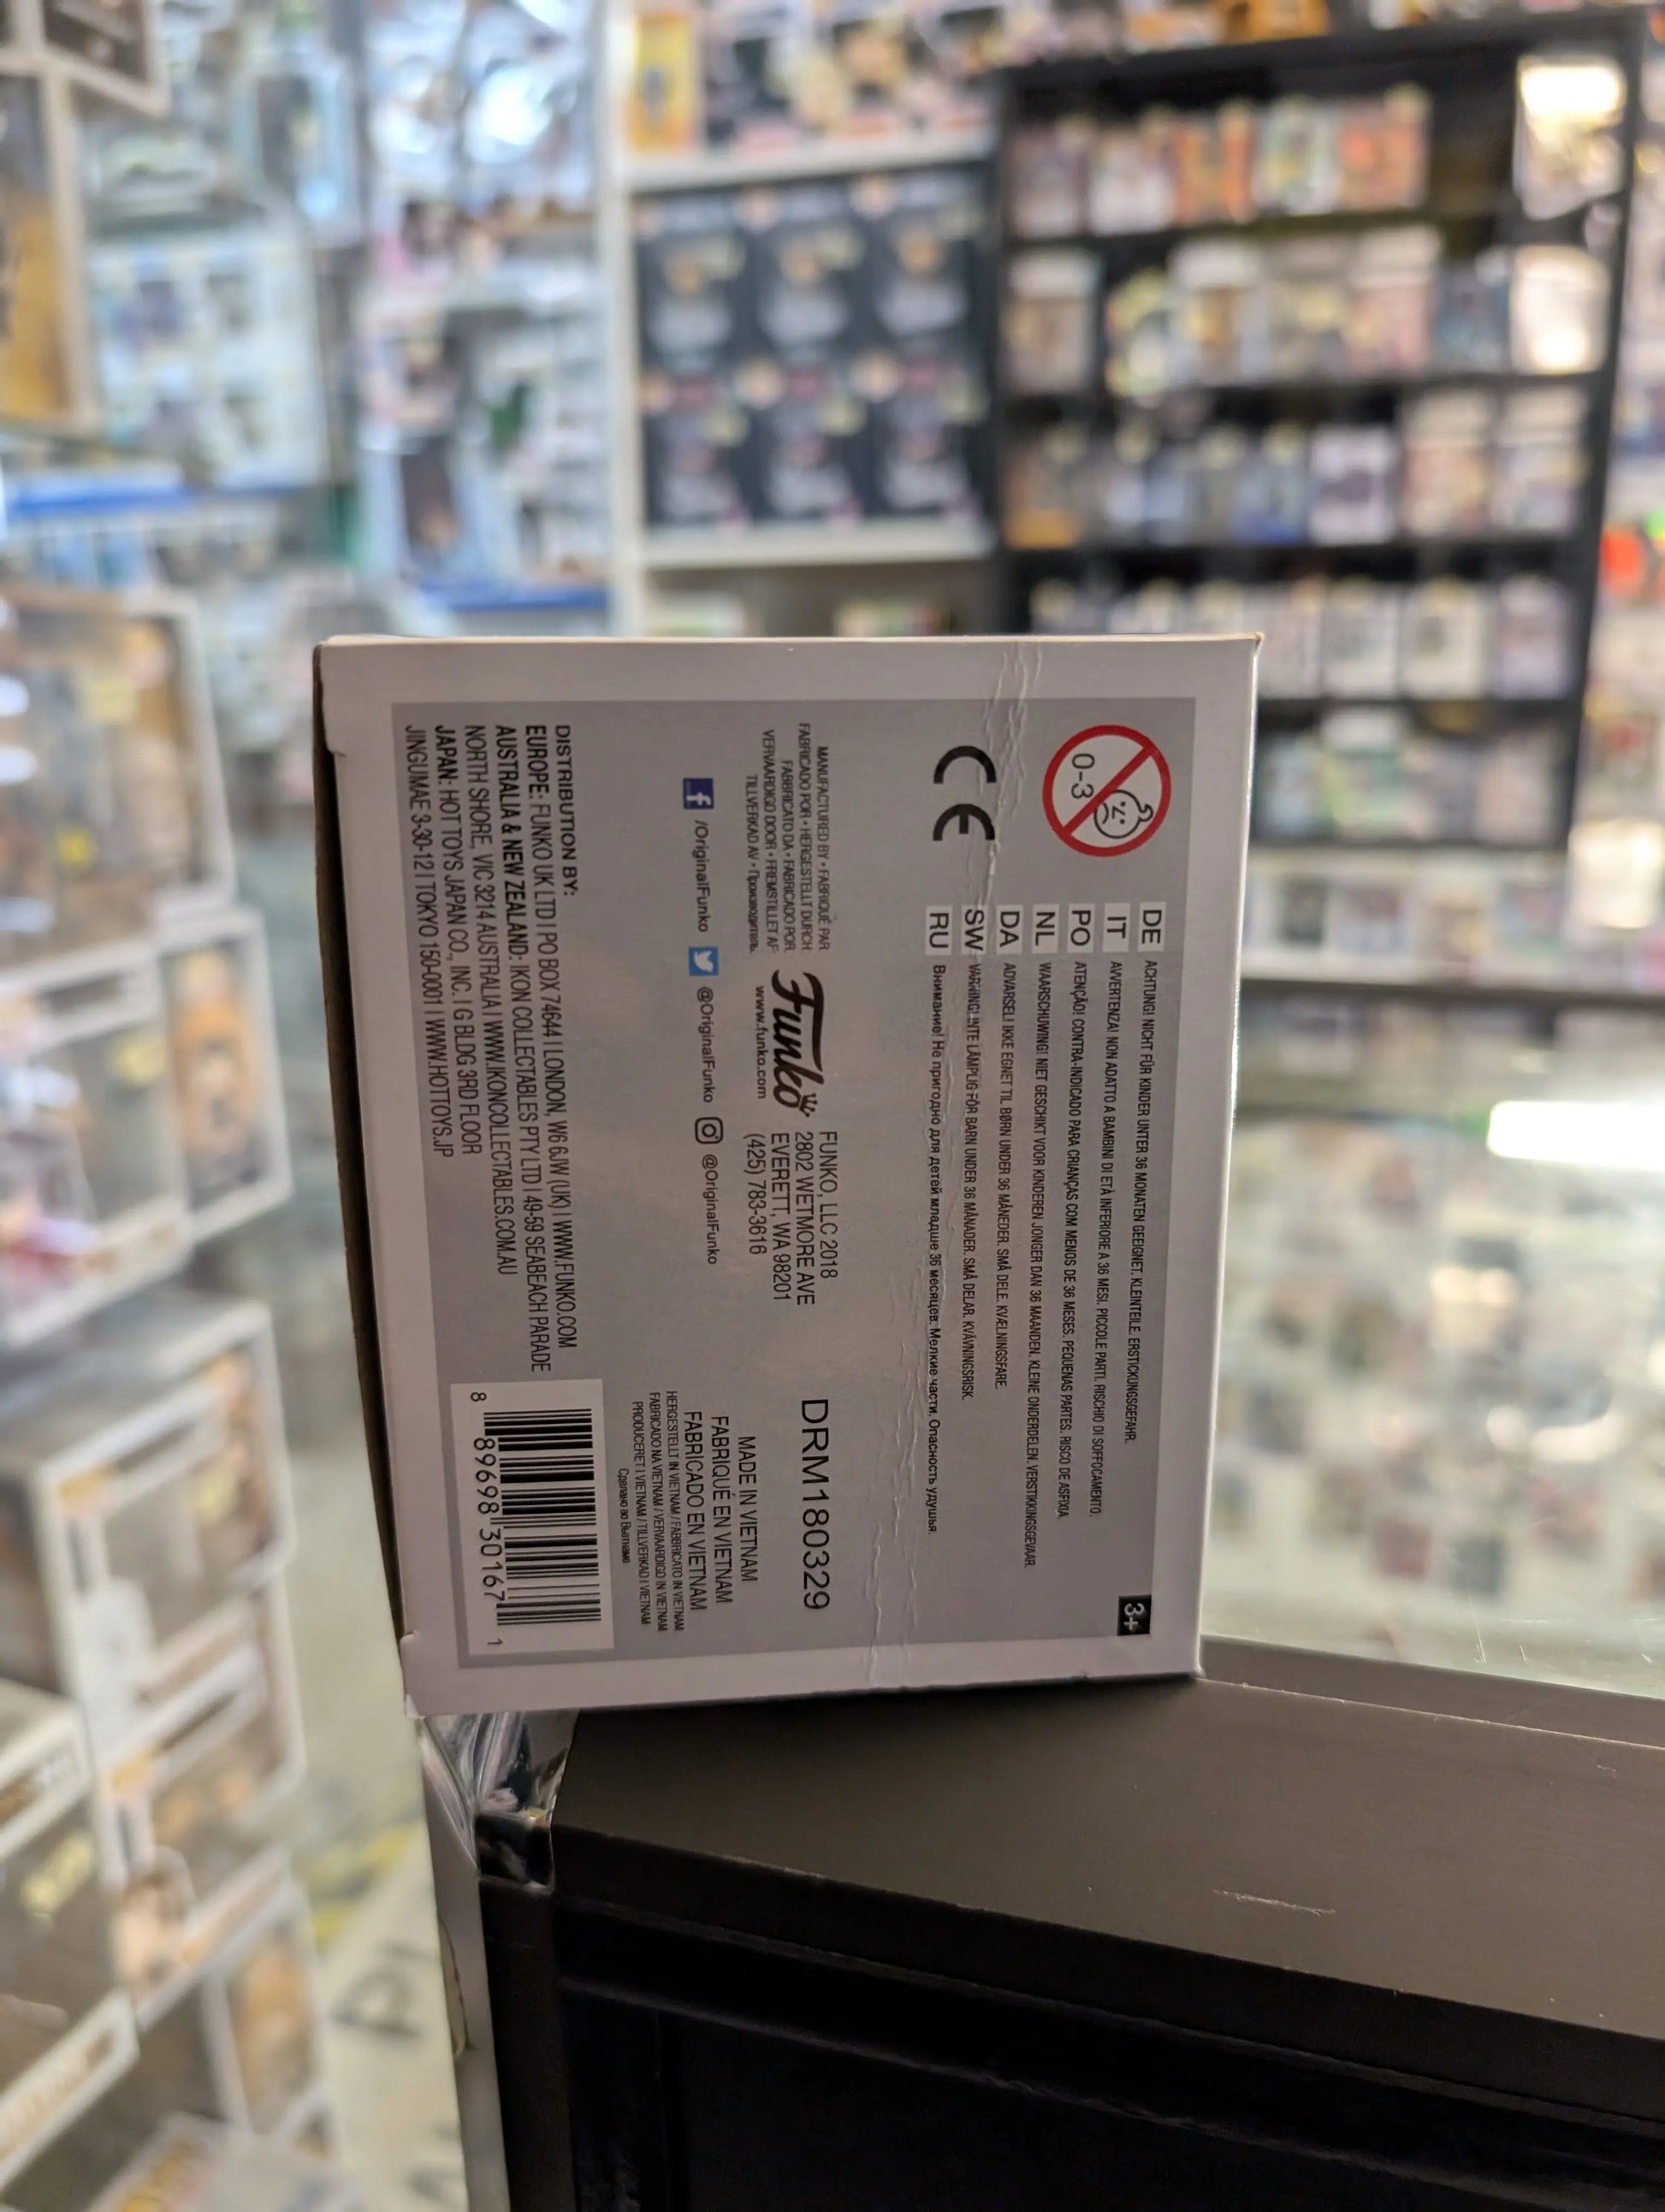 0-3
CE
DE ACHTUNG! NICHT FÜR KINDER UNTER 36 MONATEN GEEIGNET. KLEINTEILE. ERSTICKUNGSGEFAHR.
IT AVVERTENZA! NON ADATTO A BAMBINI DI ETÀ INFERIORE A 36 MESI. PICCOLE PARTI. RISCHIO DI SOFFOCAMENTO.
PO ATENÇÃO! CONTRA-INDICADO PARA CRIANÇAS COM MENOS DE 36 MESES. PEQUENAS PARTES. RISCO DE ASFIXIA.
NL WAARSCHUWING! NIET GESCHIKT VOOR KINDEREN JONGER DAN 36 MAANDEN. KLEINE ONDERDELEN. VERSTIKKINGSGEVAAR.
DA ADVARSEL! IKKE EGNET TIL BØRN UNDER 36 MÅNEDER. SMÅ DELE. KVÆLNINGSFARE.
SW VARNING! INTE LÄMPLIG FÖR BARN UNDER 36 MÅNADER. SMÅ DELAR. KVÄVNINGSRISK.
RU Внимание! Не пригодно для детей младше 36 месяцев. Мелкие части. Опасность удушья.
3+
MANUFACTURED BY • FABRIQUÉ PAR
FABRICADO POR • HERGESTELLT DURCH
FABBRICATO DA • FABRICADO POR
VERVAARDIGD DOOR • FREMSTILLET AF
TILLVERKAD AV • Производитель
Funko
www.funko.com
FUNKO, LLC 2018
2802 WETMORE AVE
EVERETT, WA 98201
(425) 783-3616
/OriginalFunko @OriginalFunko @OriginalFunko
DRM180329
MADE IN VIETNAM
FABRIQUÉ EN VIETNAM
FABRICADO EN VIETNAM
HERGESTELLT IN VIETNAM / FABBRICATO IN VIETNAM
FABRICADO NA VIETNAM / VERVAARDIGD IN VIETNAM
PRODUCERET I VIETNAM / TILLVERKAD I VIETNAM
Сделано во Вьетнаме
DISTRIBUTION BY:
EUROPE: FUNKO UK LTD | PO BOX 74644 | LONDON, W6 6JW (UK) | WWW.FUNKO.COM
AUSTRALIA & NEW ZEALAND: IKON COLLECTABLES PTY LTD | 49-59 SEABEACH PARADE
NORTH SHORE, VIC 3214 AUSTRALIA | WWW.IKONCOLLECTABLES.COM.AU
JAPAN: HOT TOYS JAPAN CO., INC. | G BLDG 3RD FLOOR
JINGUMAE 3-30-12 | TOKYO 150-0001 | WWW.HOTTOYS.JP
8 89698 30167 1